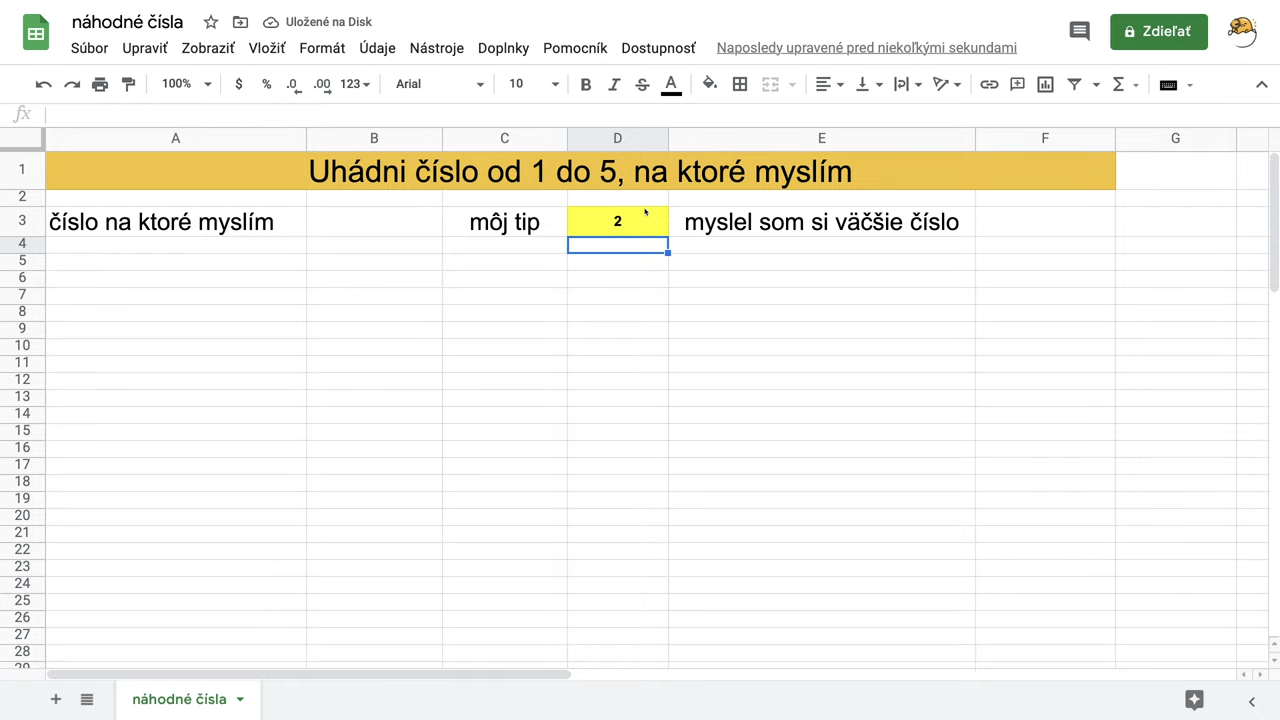 náhodné čísla
Uložené na Disk
Súbor Upraviť Zobraziť Vložiť Formát Údaje Nástroje Doplnky Pomocník Dostupnosť Naposledy upravené pred niekoľkými sekundami
Zdieľať
100% $ % .0 .00 123 Arial 10 B I S A Σ
fx
A B C D E F G
1 Uhádni číslo od 1 do 5, na ktoré myslím
2
3 číslo na ktoré myslím môj tip 2 myslel som si väčšie číslo
4
5
6
7
8
9
10
11
12
13
14
15
16
17
18
19
20
21
22
23
24
25
26
27
28
29
náhodné čísla